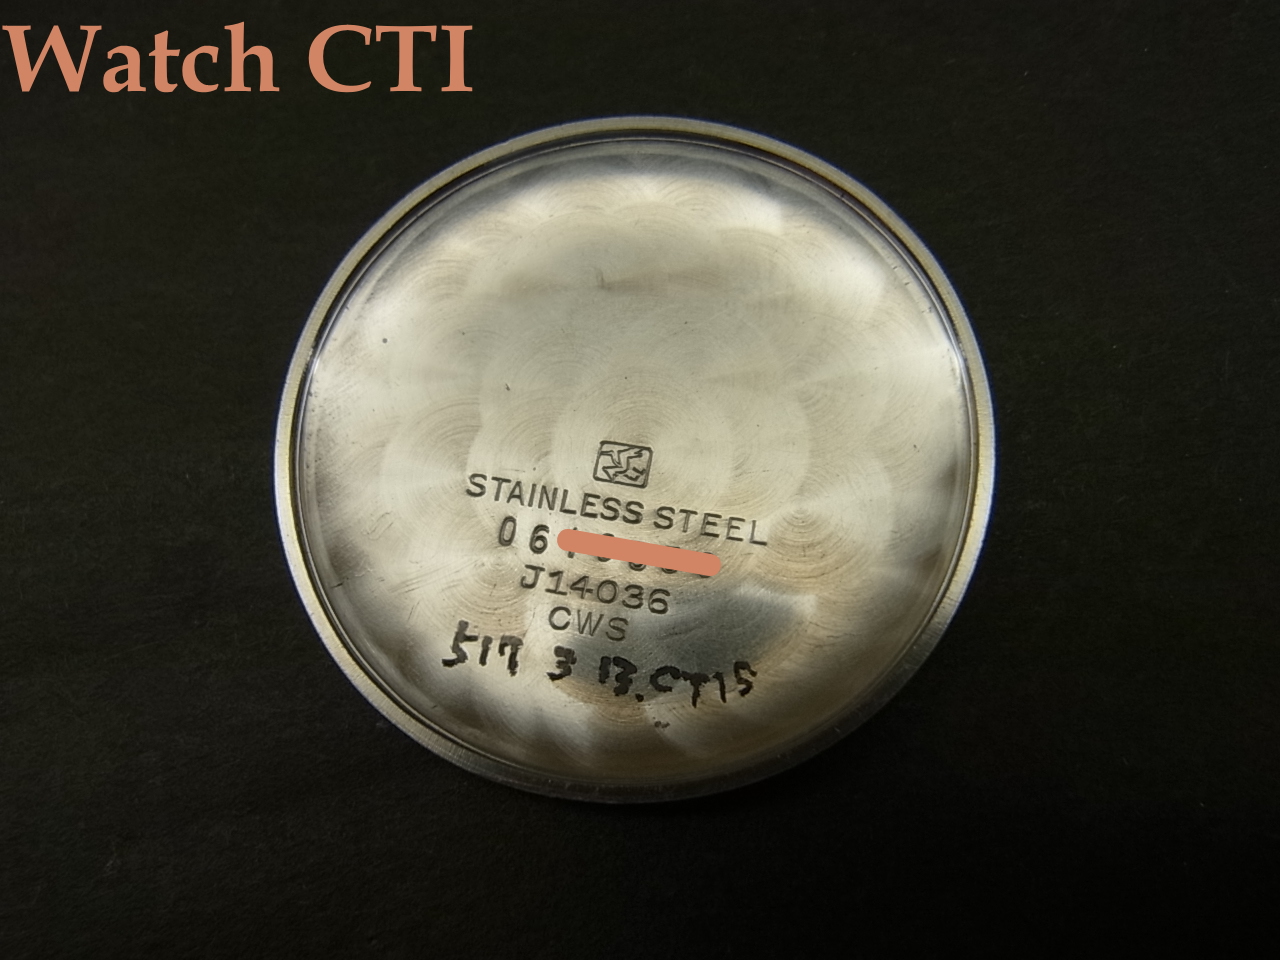 Watch CTI
STAINLESS STEEL
06
J14036
CWS
517 3 13.CT15